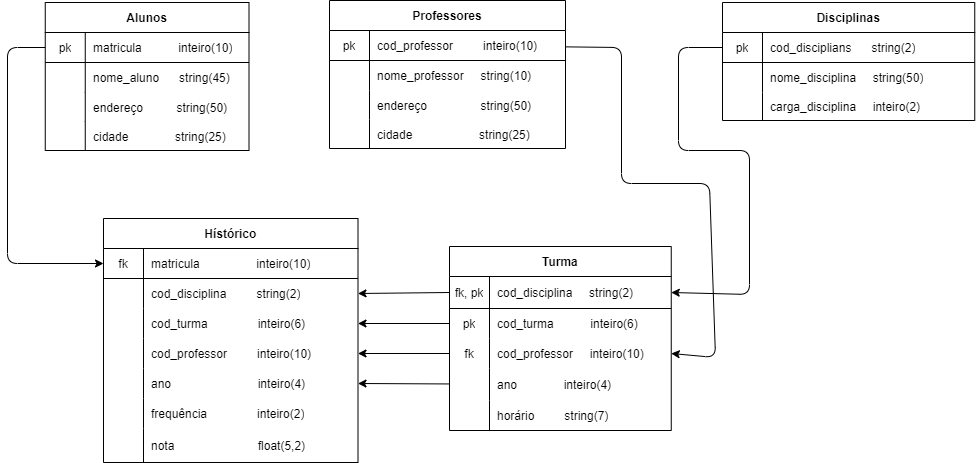 Alunos
pk matricula inteiro(10)
nome_aluno string(45)
endereço string(50)
cidade string(25)
Professores
pk cod_professor inteiro(10)
nome_professor string(10)
endereço string(50)
cidade string(25)
Disciplinas
pk cod_disciplians string(2)
nome_disciplina string(50)
carga_disciplina inteiro(2)
Hístórico
fk matricula inteiro(10)
cod_disciplina string(2)
cod_turma inteiro(6)
cod_professor inteiro(10)
ano inteiro(4)
frequência inteiro(2)
nota float(5,2)
Turma
fk, pk cod_disciplina string(2)
pk cod_turma inteiro(6)
fk cod_professor inteiro(10)
ano inteiro(4)
horário string(7)